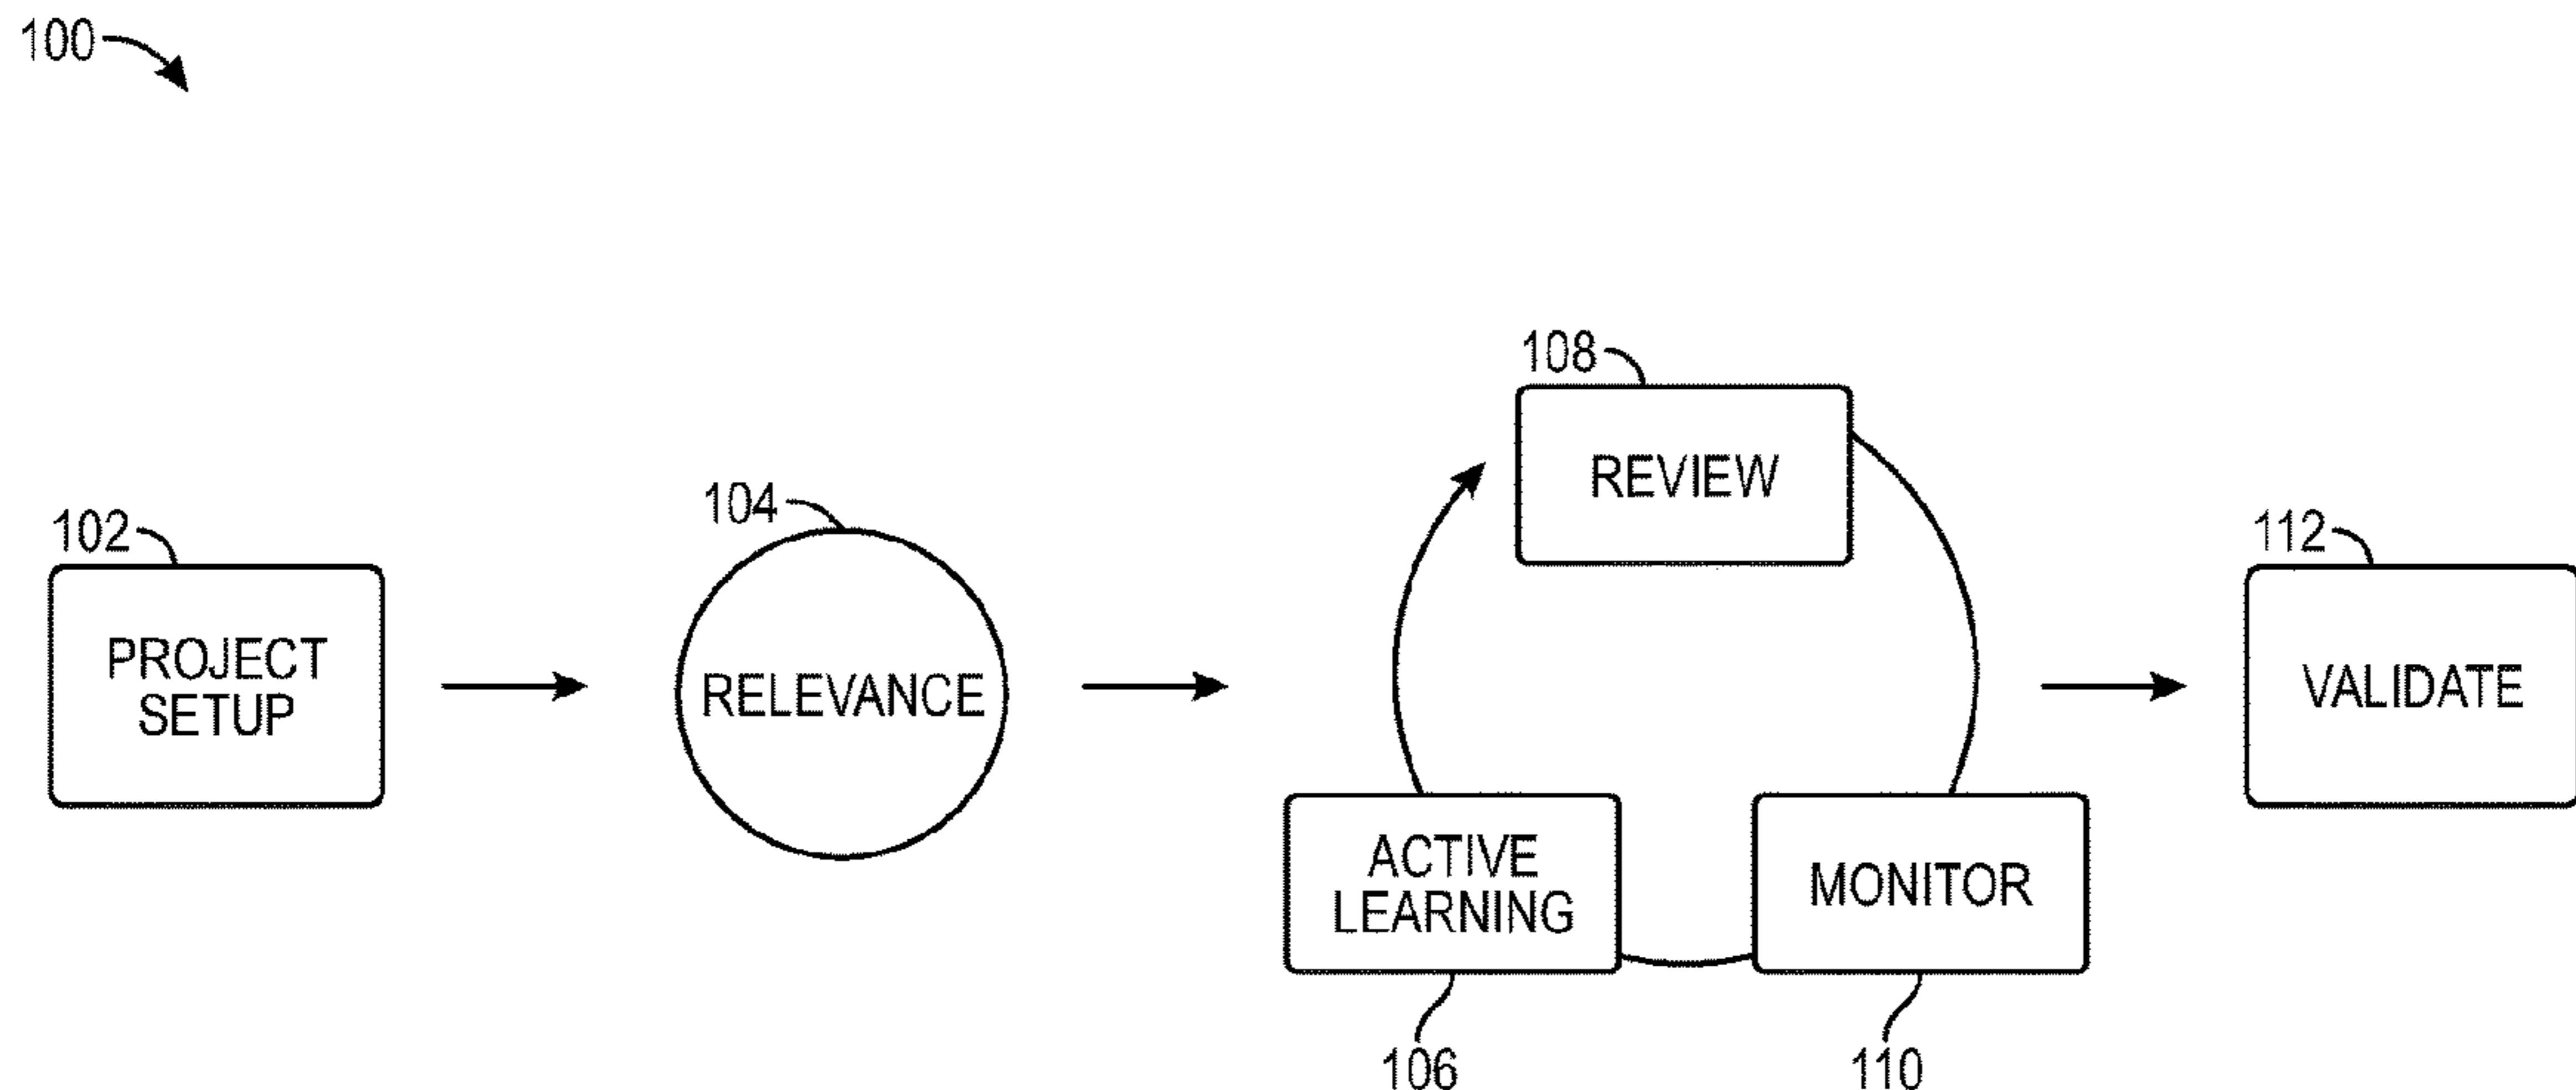 100
102
PROJECT
SETUP
104
RELEVANCE
108
REVIEW
ACTIVE
LEARNING
106
MONITOR
110
112
VALIDATE